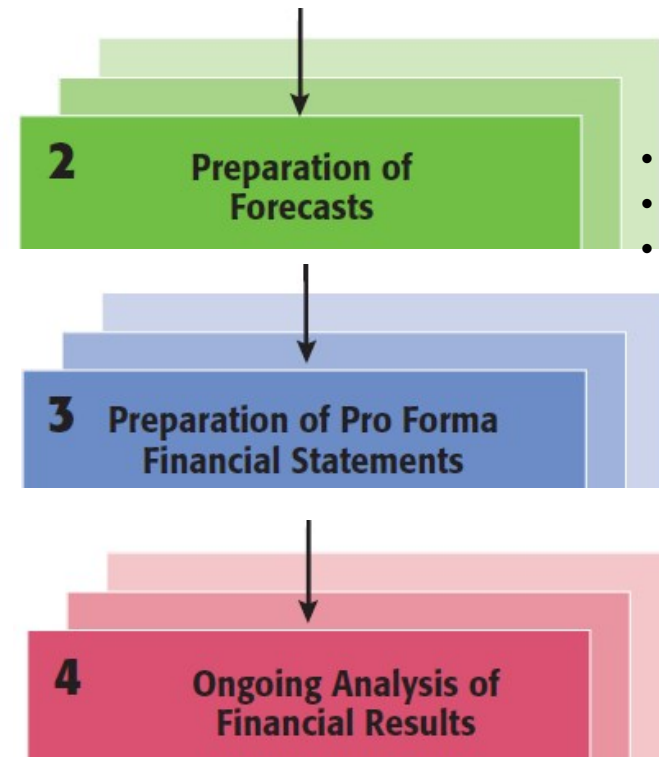 2 Preparation of
Forecasts
•
•
•
3 Preparation of Pro Forma
Financial Statements
4 Ongoing Analysis of
Financial Results